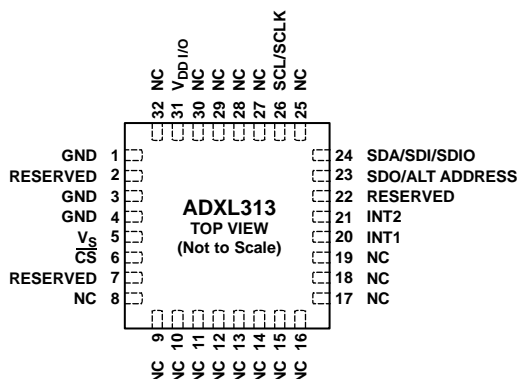 32 NC
31 V_DD I/O
30 NC
29 NC
28 NC
27 NC
26 SCL/SCLK
25 NC
GND 1
RESERVED 2
GND 3
GND 4
V_S 5
C̅S̅ 6
RESERVED 7
NC 8
ADXL313
TOP VIEW
(Not to Scale)
24 SDA/SDI/SDIO
23 SDO/ALT ADDRESS
22 RESERVED
21 INT2
20 INT1
19 NC
18 NC
17 NC
NC 9
NC 10
NC 11
NC 12
NC 13
NC 14
NC 15
NC 16